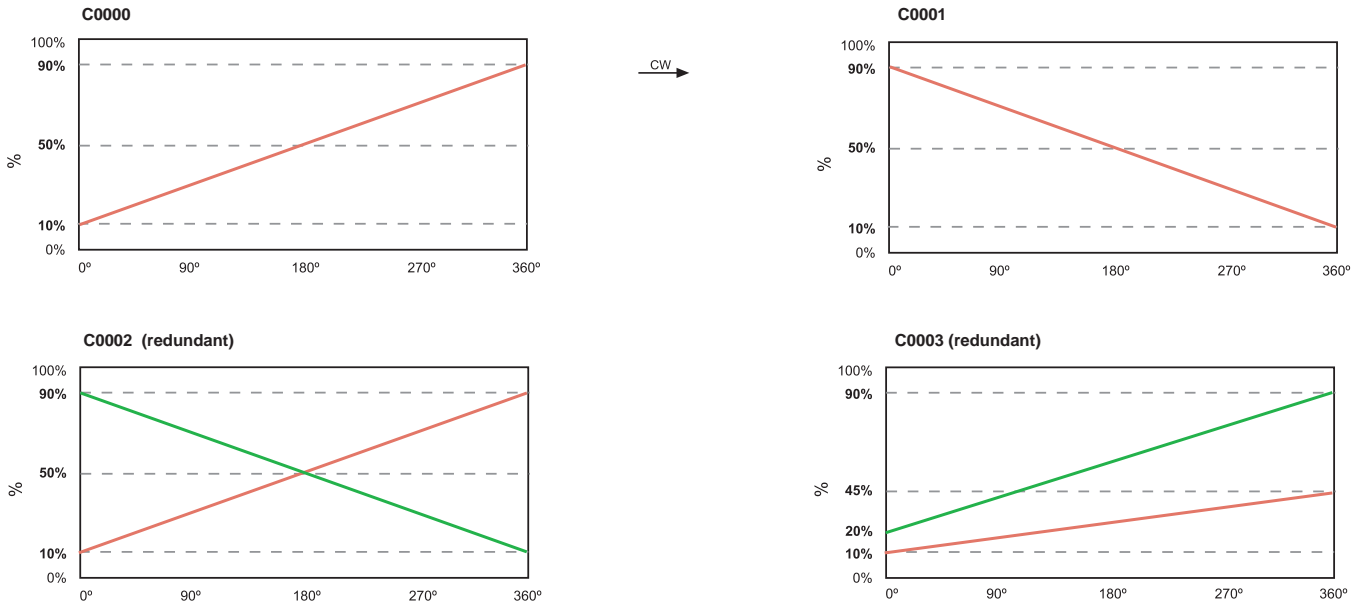 C0000
100%
90%
50%
10%
0%
%
0º
90º
180º
270º
360º
CW
C0001
100%
90%
50%
10%
0%
%
0º
90º
180º
270º
360º
C0002 (redundant)
100%
90%
50%
10%
0%
%
0º
90º
180º
270º
360º
C0003 (redundant)
100%
90%
45%
20%
10%
0%
%
0º
90º
180º
270º
360º